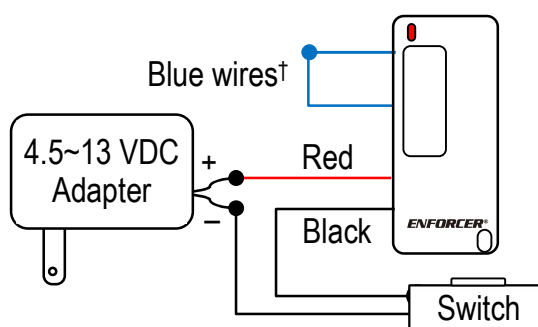 Blue wires†
4.5~13 VDC
Adapter
+
−
Red
Black
ENFORCER®
Switch